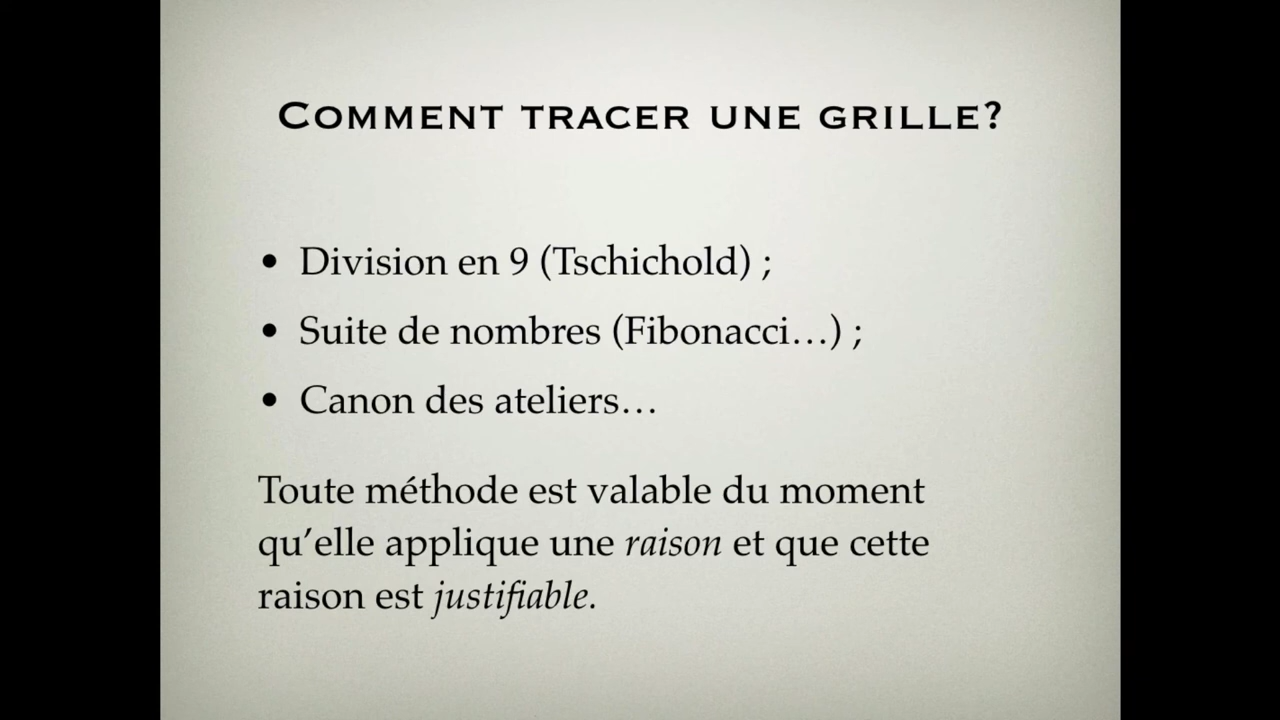 COMMENT TRACER UNE GRILLE?
• Division en 9 (Tschichold) ;
• Suite de nombres (Fibonacci…) ;
• Canon des ateliers…
Toute méthode est valable du moment
qu’elle applique une raison et que cette
raison est justifiable.